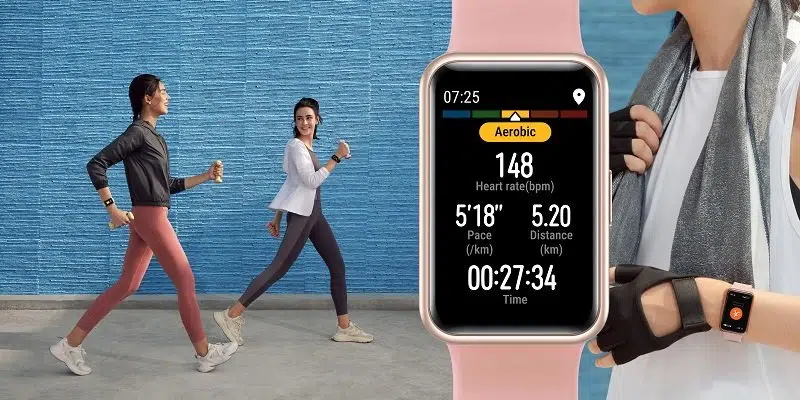 07:25
Aerobic
148
Heart rate(bpm)
5'18" 5.20
Pace Distance
(/km) (km)
00:27:34
Time